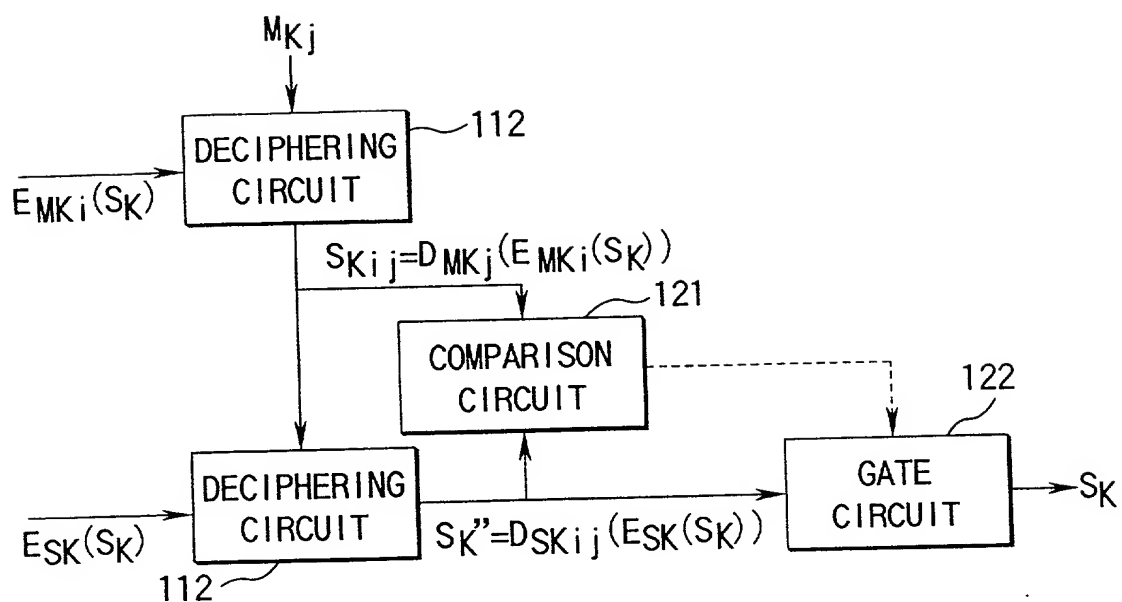 MKj
DECIPHERING
CIRCUIT
112
EMKi(SK)
SKij=DMKj(EMKi(SK))
121
COMPARISON
CIRCUIT
122
DECIPHERING
CIRCUIT
GATE
CIRCUIT
SK
ESK(SK)
SK"=DSKij(ESK(SK))
112